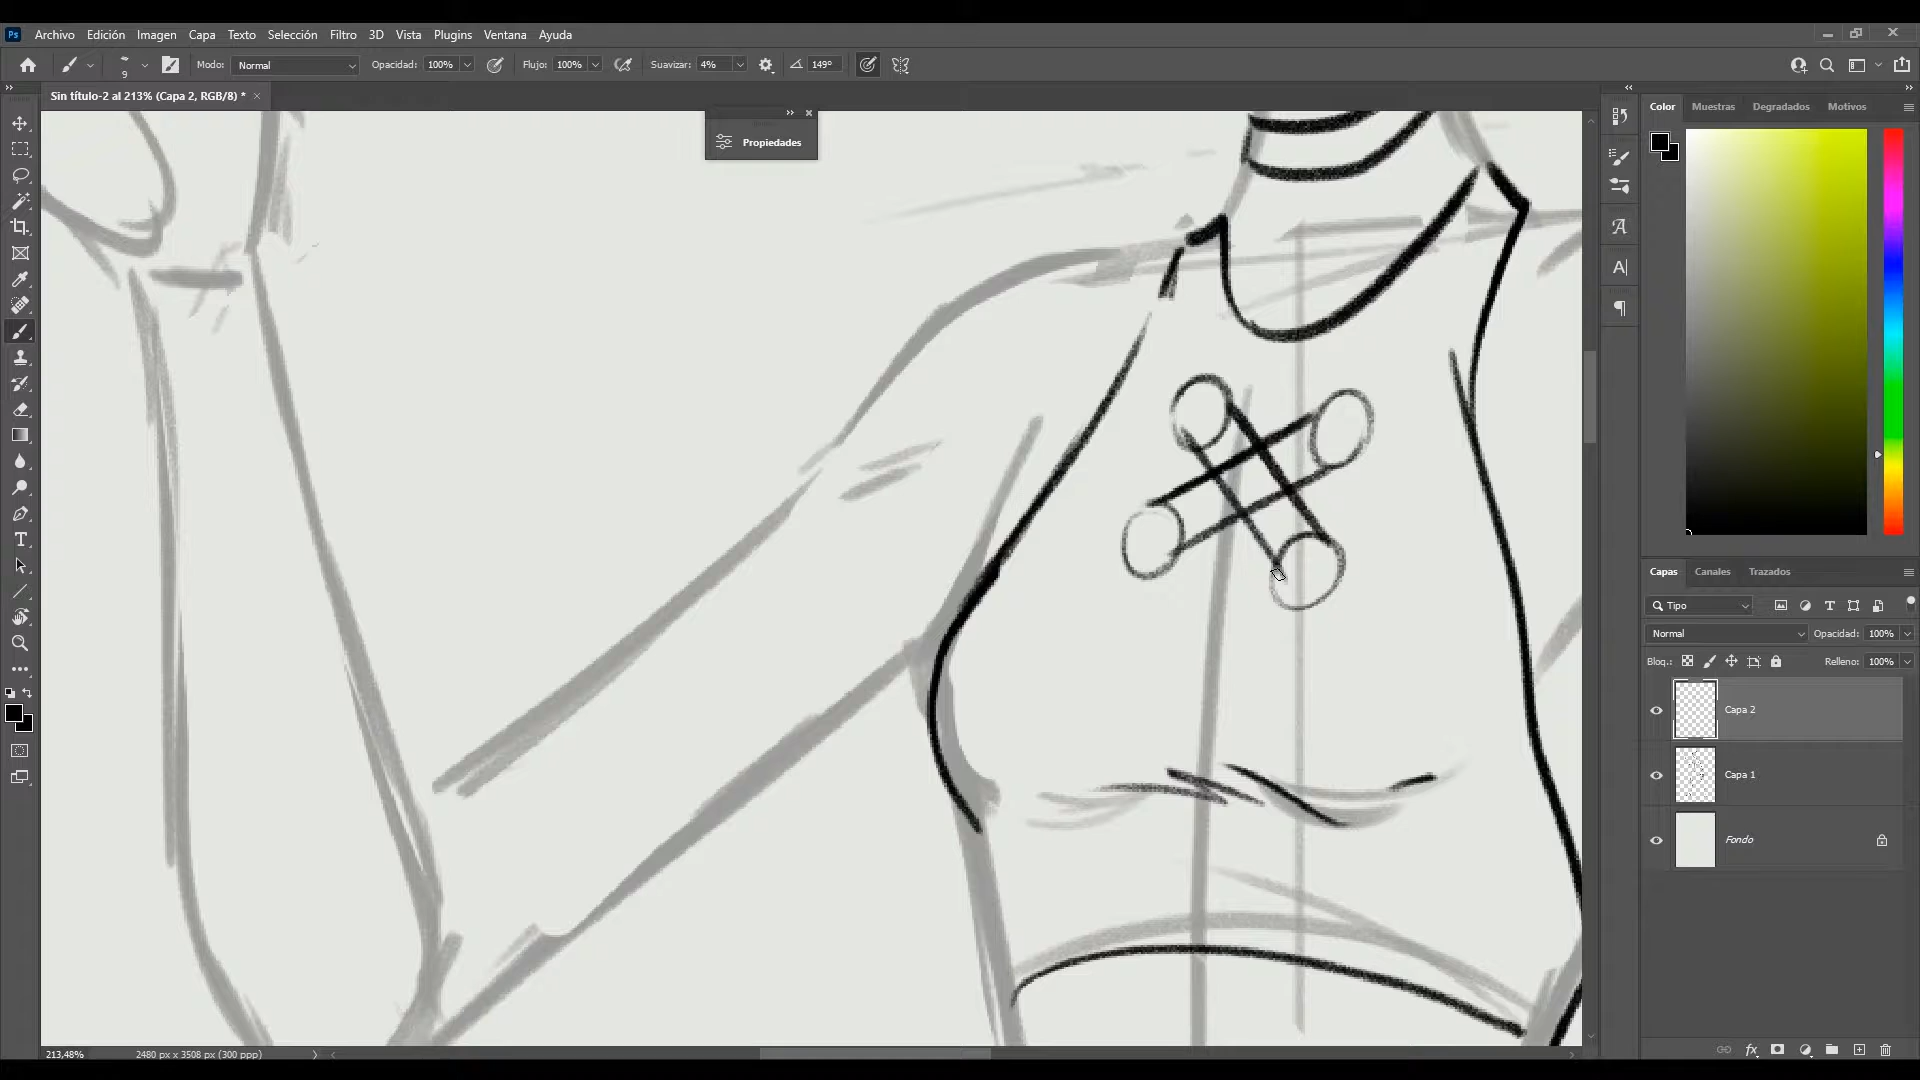 Ps Archivo Edición Imagen Capa Texto Selección Filtro 3D Vista Plugins Ventana Ayuda
9 Modo: Normal Opacidad: 100% Flujo: 100% Suavizar: 4% 149°
Sin título-2 al 213% (Capa 2, RGB/8) *
Propiedades
Color Muestras Degradados Motivos
Capas Canales Trazados
Tipo
Normal Opacidad: 100%
Bloq.: Relleno: 100%
Capa 2
Capa 1
Fondo
213,48% 2480 px x 3508 px (300 ppp)